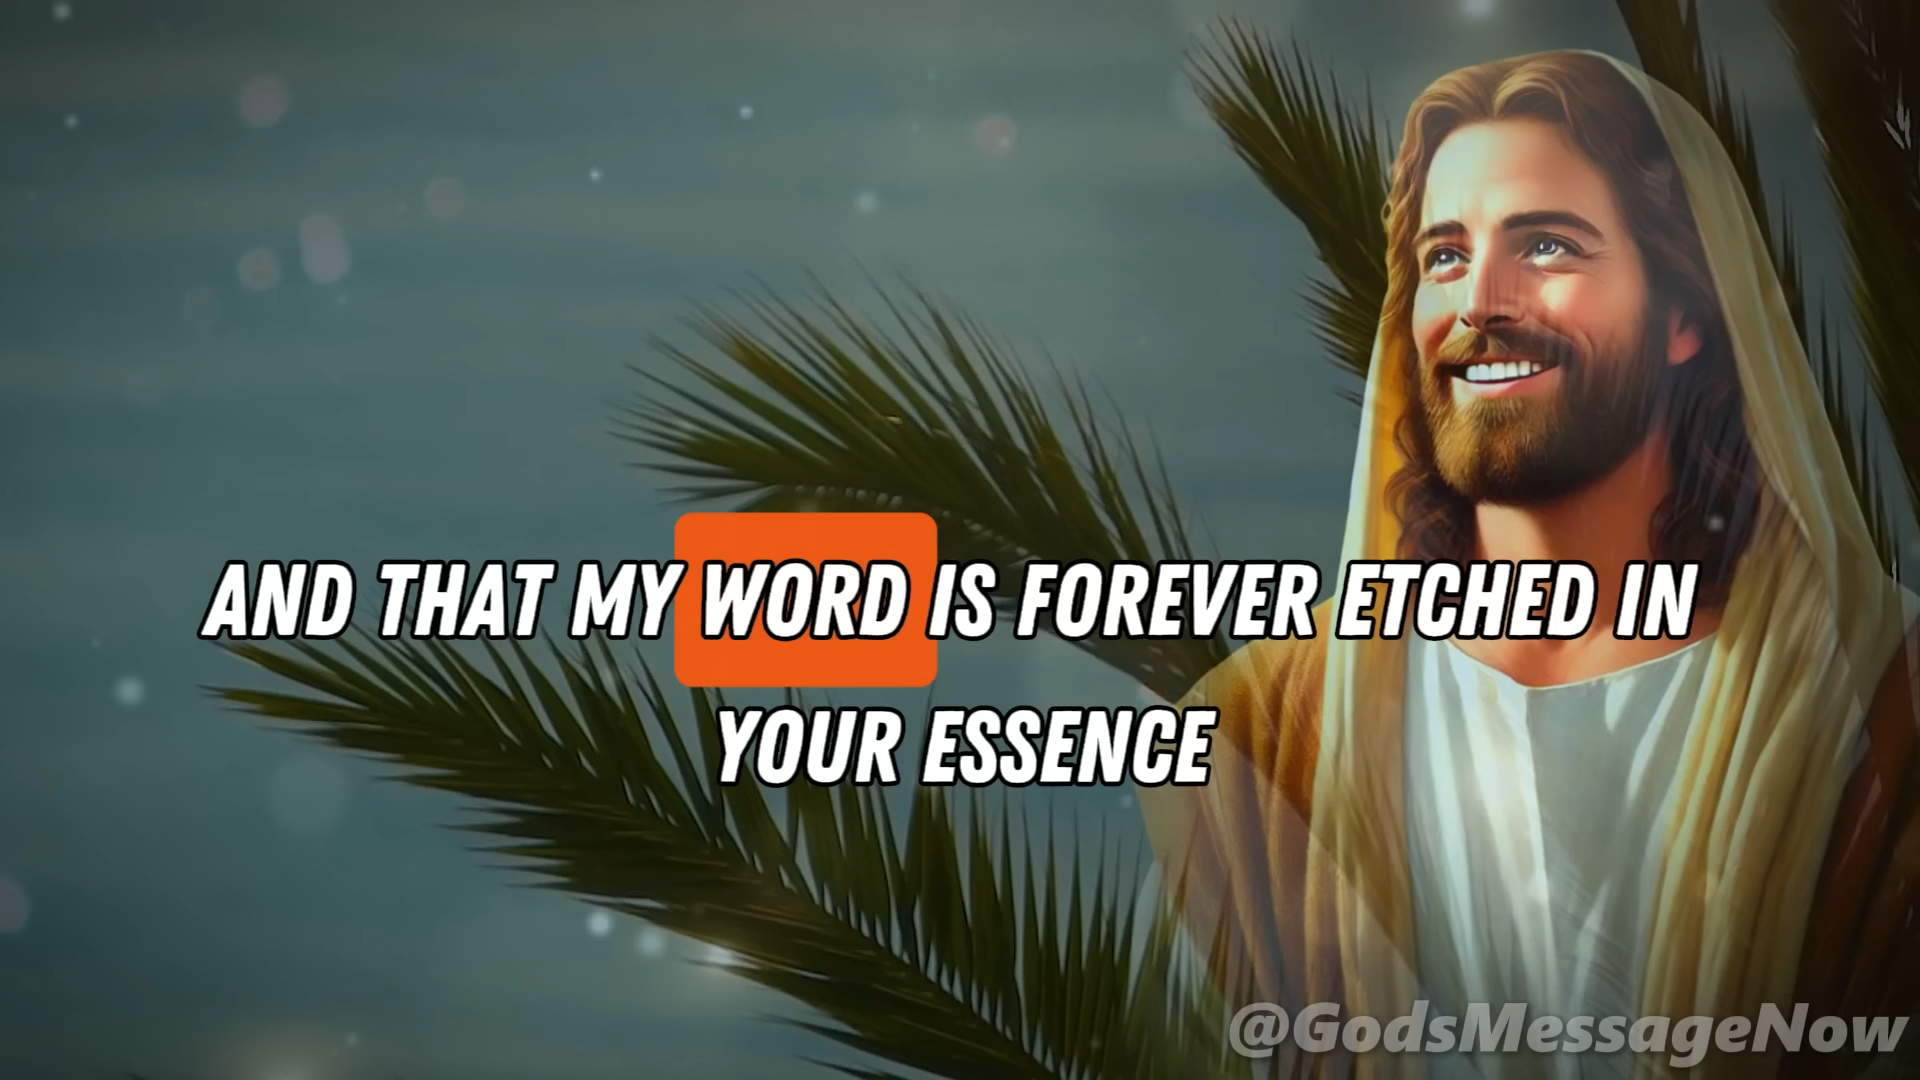 AND THAT MY WORD IS FOREVER ETCHED IN
YOUR ESSENCE
@GodsMessageNow